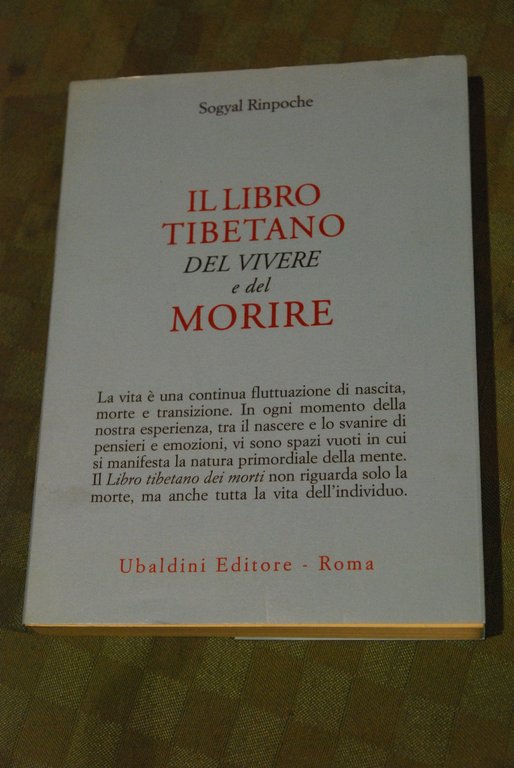 Sogyal Rinpoche
IL LIBRO
TIBETANO
DEL VIVERE
e del
MORIRE
La vita è una continua fluttuazione di nascita,
morte e transizione. In ogni momento della
nostra esperienza, tra il nascere e lo svanire di
pensieri e emozioni, vi sono spazi vuoti in cui
si manifesta la natura primordiale della mente.
Il Libro tibetano dei morti non riguarda solo la
morte, ma anche tutta la vita dell'individuo.
Ubaldini Editore - Roma